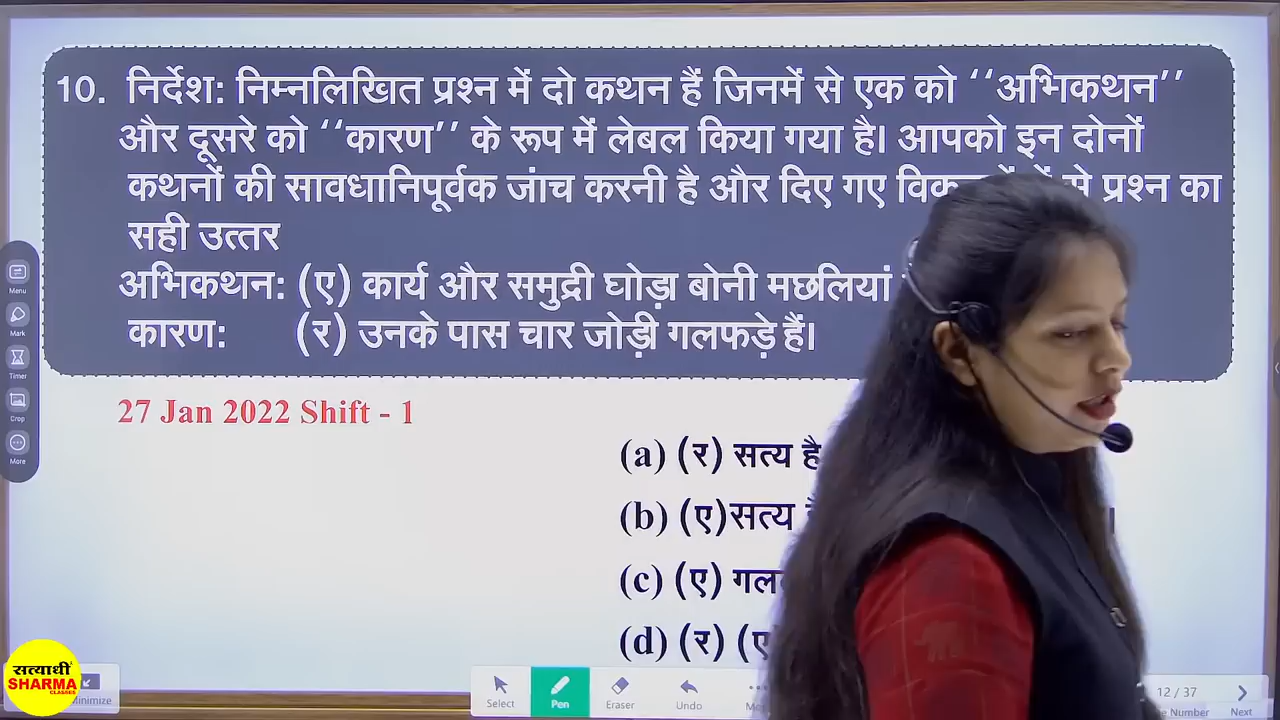 10. निर्देश: निम्नलिखित प्रश्न में दो कथन हैं जिनमें से एक को ‘‘अभिकथन’’
और दूसरे को ‘‘कारण’’ के रूप में लेबल किया गया है। आपको इन दोनों
कथनों की सावधानिपूर्वक जांच करनी है और दिए गए से प्रश्न का
सही उत्तर
अभिकथन: (ए) कार्य और समुद्री घोड़ा बोनी मछलियां
कारण: (र) उनके पास चार जोड़ी गलफड़े हैं।
27 Jan 2022 Shift - 1
(a) (र) सत्य है
(b) (ए)सत्य
(c) (ए)
(d) (र)
Menu
Mark
Timer
Crop
More
सत्यार्थी
SHARMA
CLASSES
Minimize
Select
Pen
Eraser
Undo
12 / 37
Number
Next